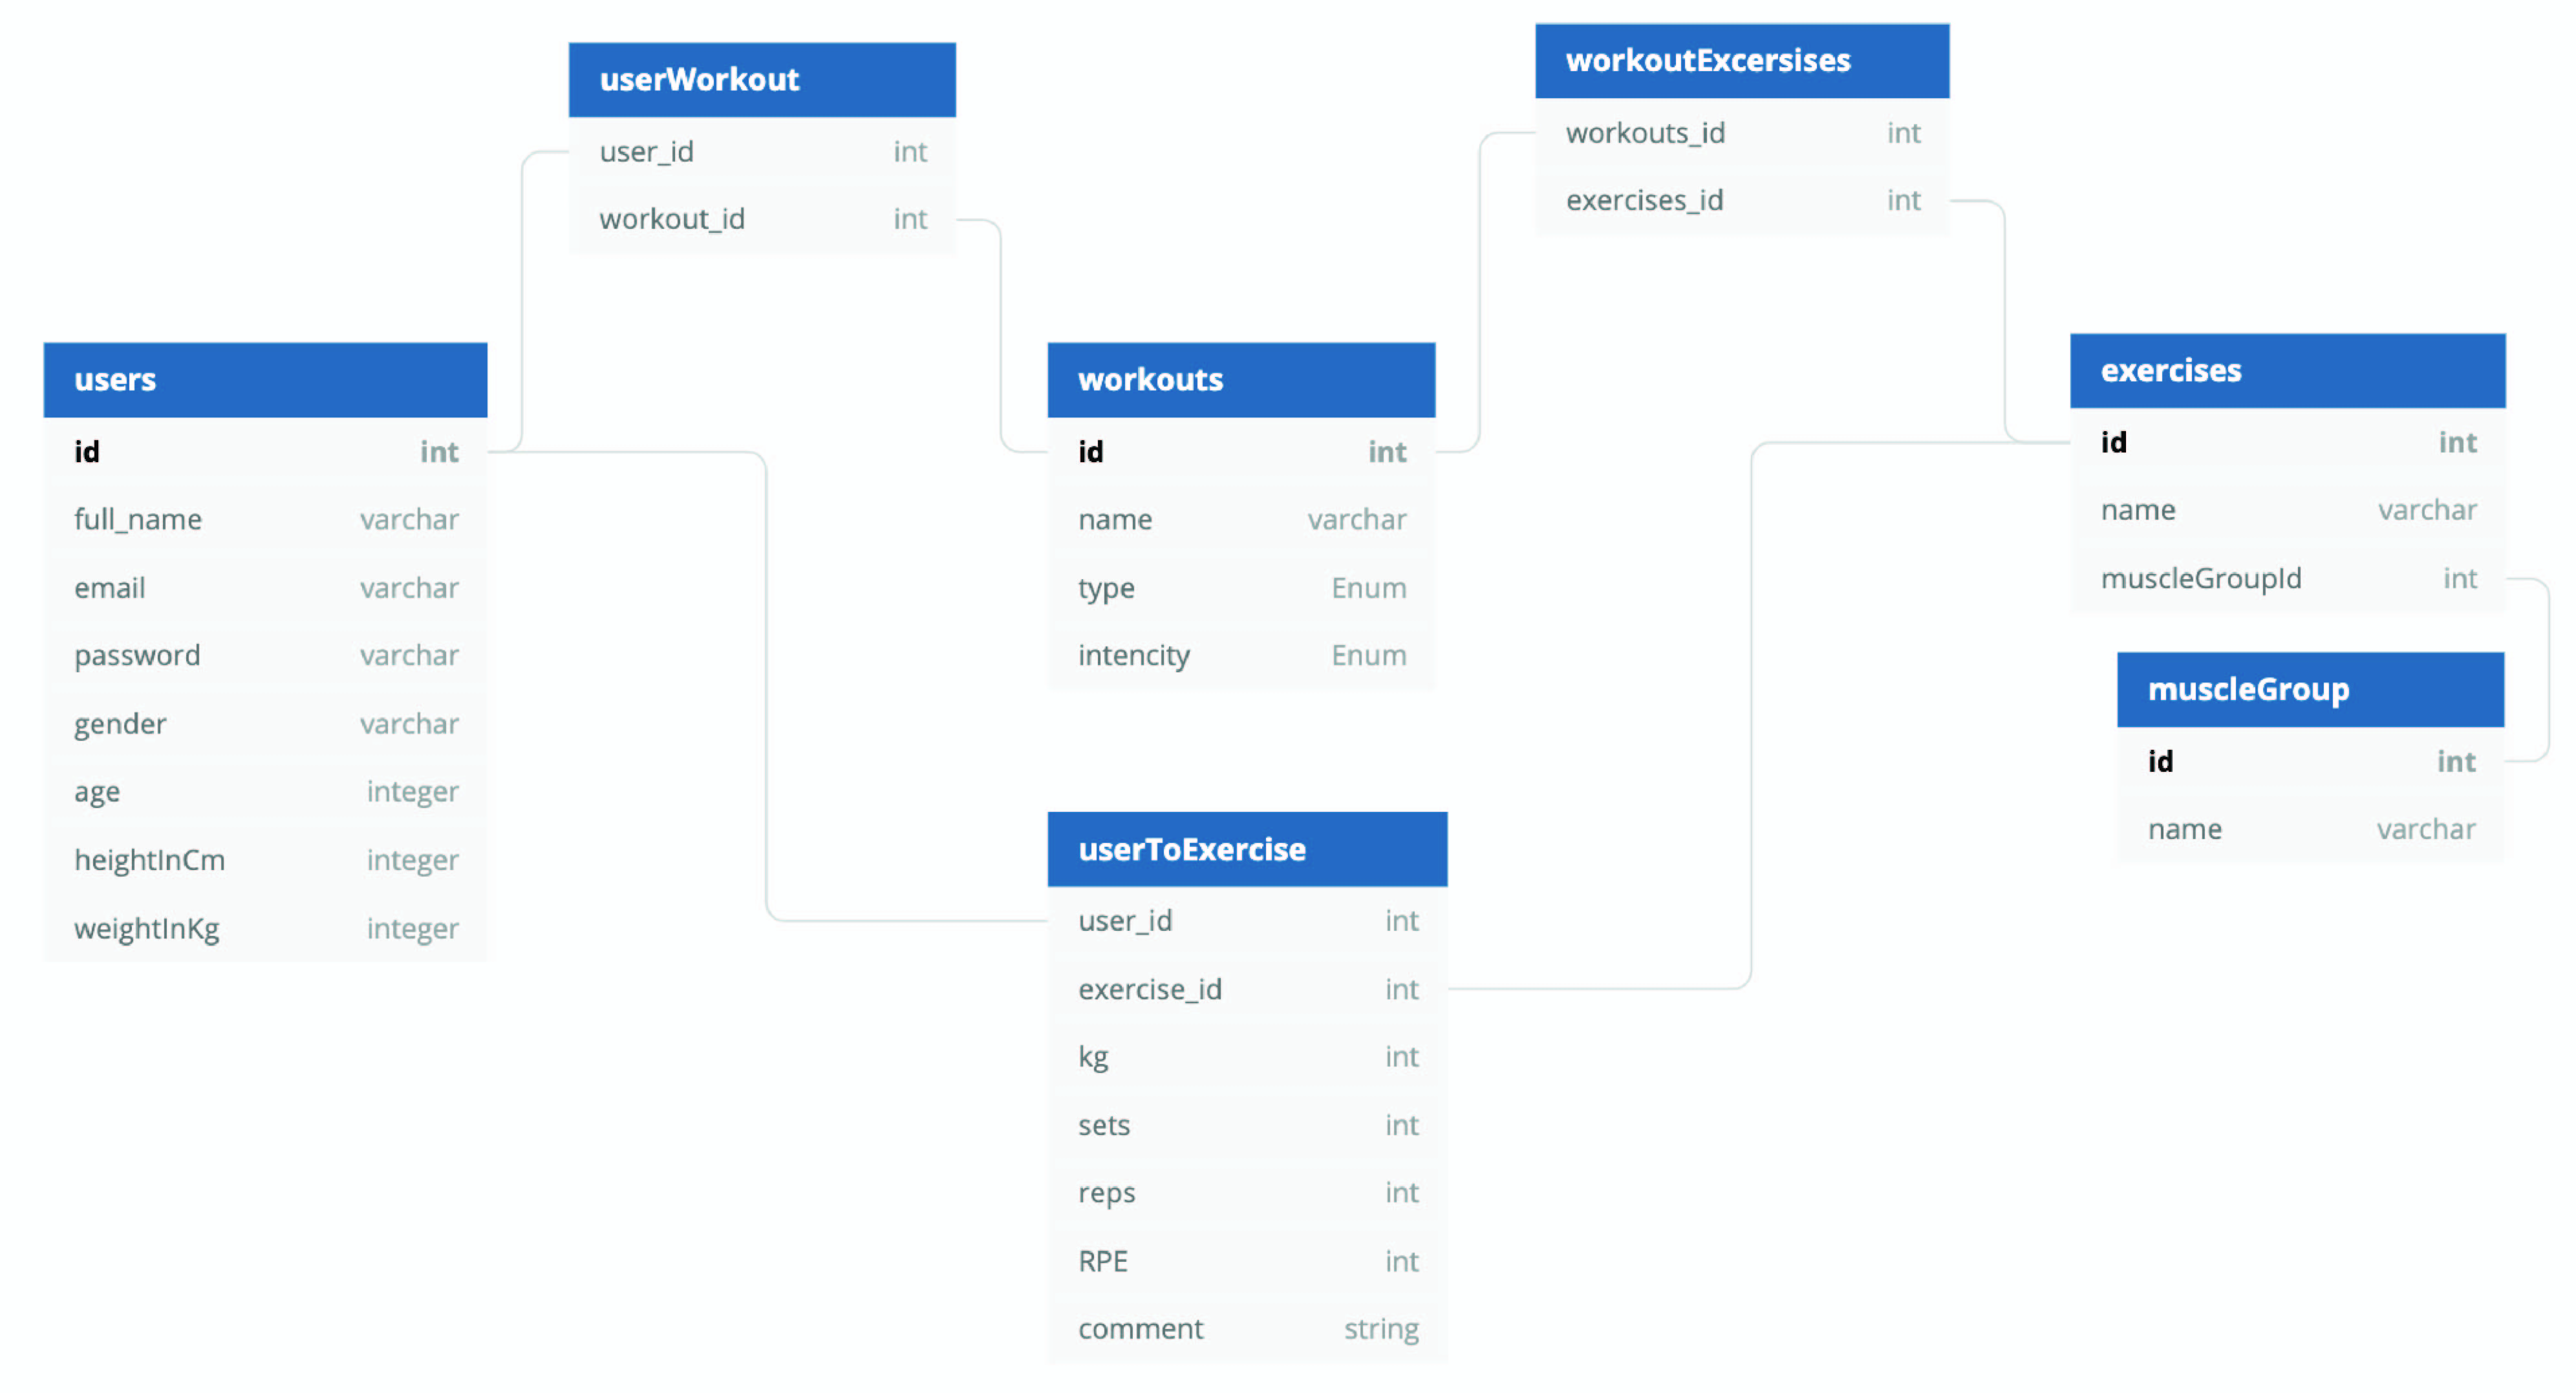 userWorkout
user_id int
workout_id int
workoutExcersises
workouts_id int
exercises_id int
users
id int
full_name varchar
email varchar
password varchar
gender varchar
age integer
heightInCm integer
weightInKg integer
workouts
id int
name varchar
type Enum
intencity Enum
exercises
id int
name varchar
muscleGroupId int
muscleGroup
id int
name varchar
userToExercise
user_id int
exercise_id int
kg int
sets int
reps int
RPE int
comment string